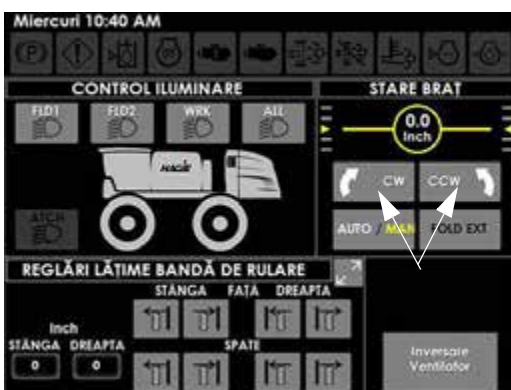 Miercuri 10:40 AM
CONTROL ILUMINARE
FLD1 FLD2 WRK ALL
HAGIE
ATCH
STARE BRAȚ
0.0
Inch
CW CCW
AUTO / MAN FOLD EXT
REGLĂRI LĂȚIME BANDĂ DE RULARE
STÂNGA FAȚĂ DREAPTA
Inch
STÂNGA DREAPTA
0 0
SPATE
Inversare
Ventilator